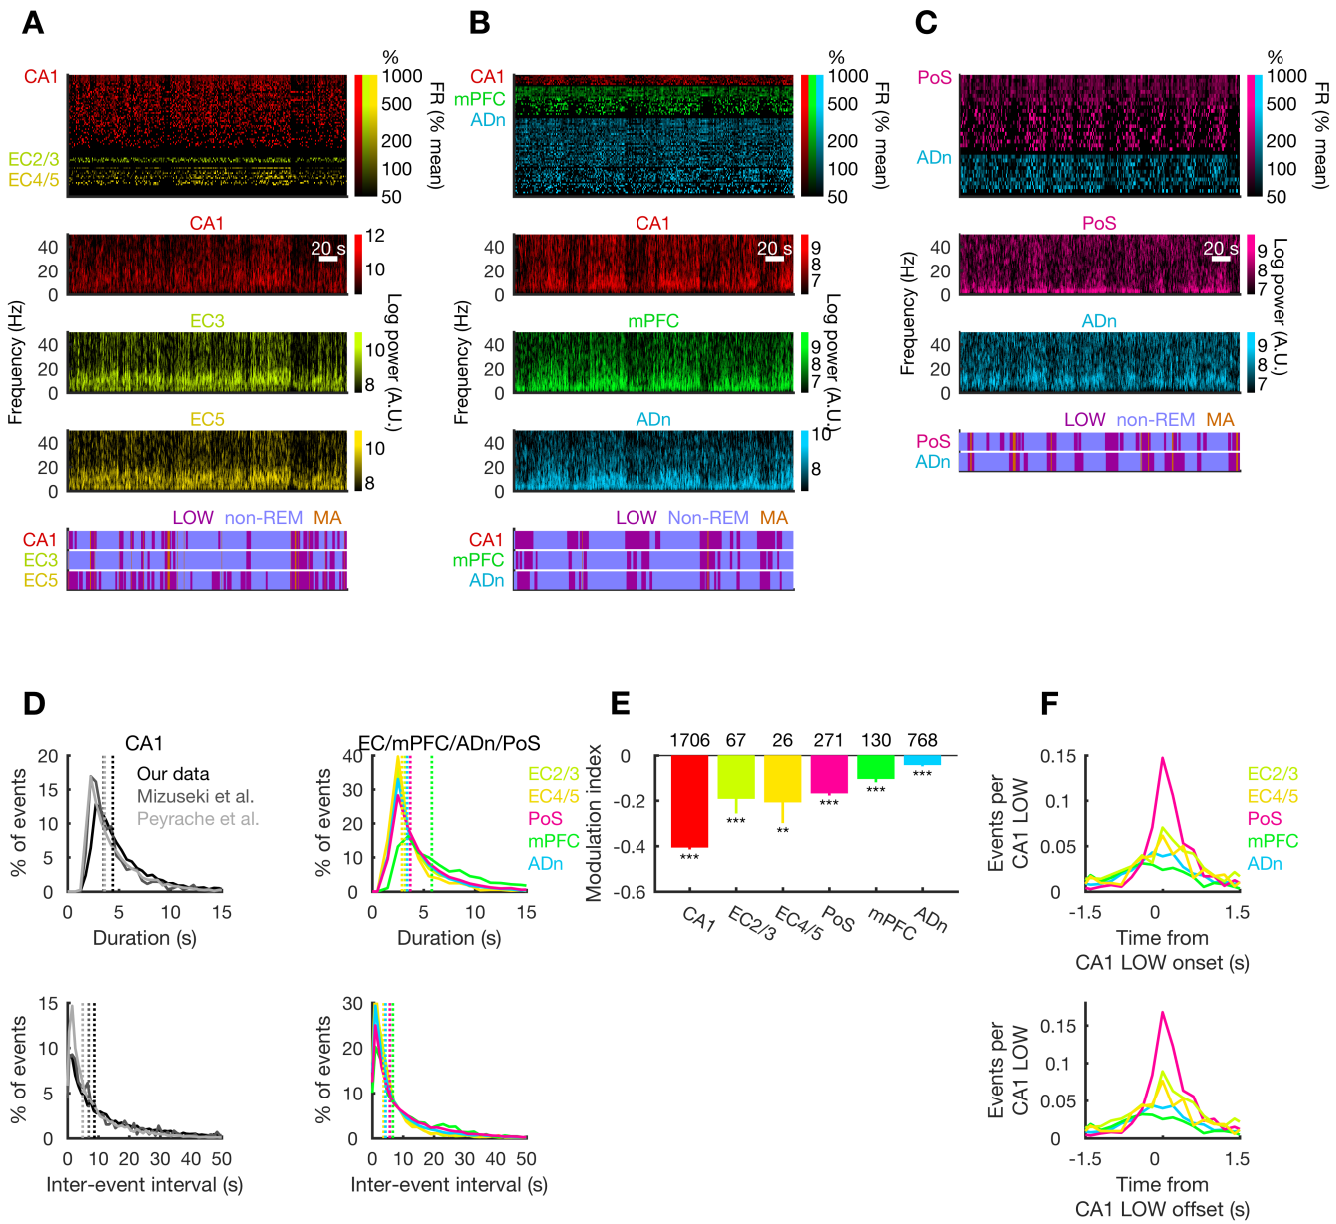 A
CA1
EC2/3
EC4/5
%
1000
500
200
100
50
FR (% mean)
CA1
20 s
40
20
0
12
10
EC3
40
20
0
10
8
EC5
40
20
0
10
8
Frequency (Hz)
Log power (A.U.)
LOW non-REM MA
CA1
EC3
EC5
B
CA1
mPFC
ADn
%
1000
500
200
100
50
FR (% mean)
CA1
20 s
40
20
0
9
8
7
mPFC
40
20
0
9
8
7
ADn
40
20
0
10
8
Frequency (Hz)
Log power (A.U.)
LOW Non-REM MA
CA1
mPFC
ADn
C
PoS
ADn
%
1000
500
200
100
50
FR (% mean)
PoS
20 s
40
20
0
9
8
7
ADn
40
20
0
9
8
7
Frequency (Hz)
Log power (A.U.)
LOW non-REM MA
PoS
ADn
D
CA1
% of events
20
15
10
5
0
Our data
Mizuseki et al.
Peyrache et al.
0 5 10 15
Duration (s)
EC/mPFC/ADn/PoS
% of events
40
30
20
10
0
EC2/3
EC4/5
PoS
mPFC
ADn
0 5 10 15
Duration (s)
% of events
15
10
5
0
0 10 20 30 40 50
Inter-event interval (s)
% of events
30
20
10
0
0 10 20 30 40 50
Inter-event interval (s)
E
1706 67 26 271 130 768
Modulation index
0
-0.2
-0.4
-0.6
*** *** ** *** *** ***
CA1 EC2/3 EC4/5 PoS mPFC ADn
F
Events per
CA1 LOW
0.15
0.1
0.05
0
EC2/3
EC4/5
PoS
mPFC
ADn
-1.5 0 1.5
Time from
CA1 LOW onset (s)
Events per
CA1 LOW
0.15
0.1
0.05
0
-1.5 0 1.5
Time from
CA1 LOW offset (s)